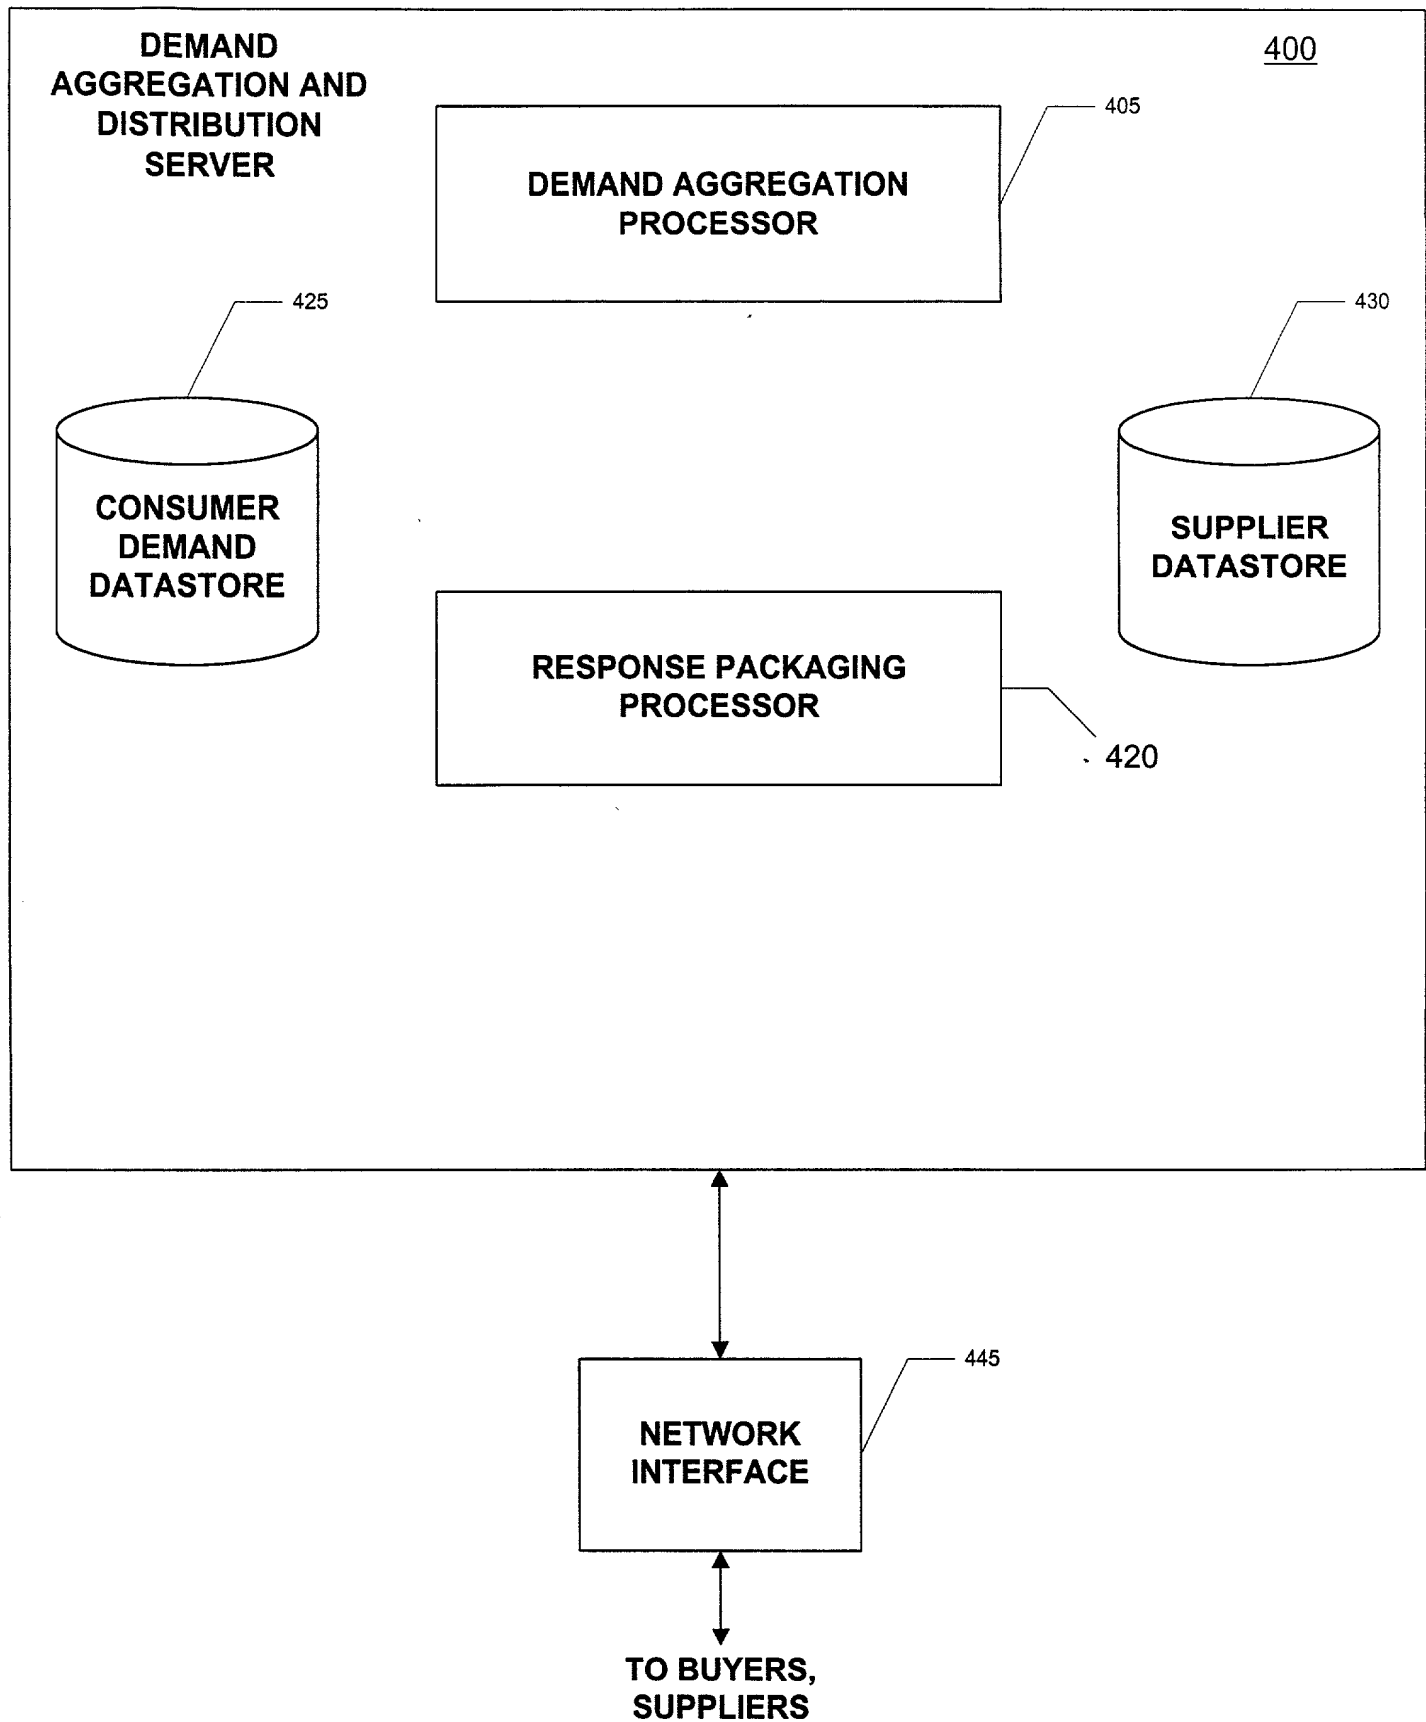 DEMAND
AGGREGATION AND
DISTRIBUTION
SERVER
400
405
DEMAND AGGREGATION
PROCESSOR
425
430
CONSUMER
DEMAND
DATASTORE
SUPPLIER
DATASTORE
RESPONSE PACKAGING
PROCESSOR
420
445
NETWORK
INTERFACE
TO BUYERS,
SUPPLIERS